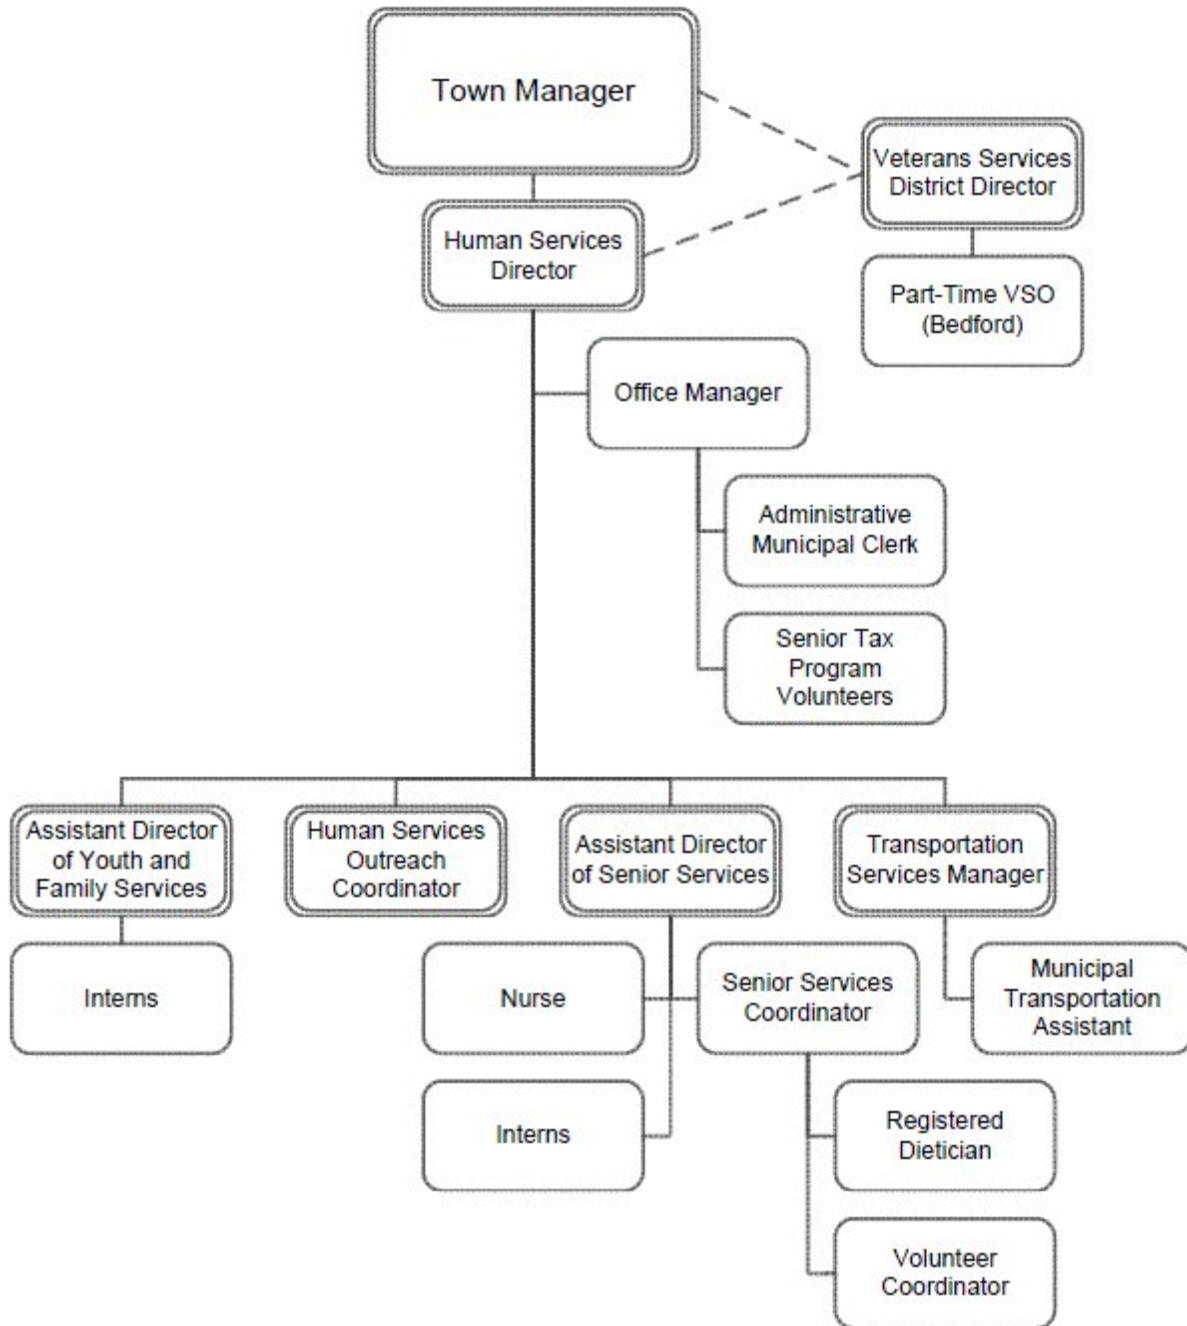 Town Manager
Veterans Services
District Director
Human Services
Director
Part-Time VSO
(Bedford)
Office Manager
Administrative
Municipal Clerk
Senior Tax
Program
Volunteers
Assistant Director
of Youth and
Family Services
Human Services
Outreach
Coordinator
Assistant Director
of Senior Services
Transportation
Services Manager
Interns
Nurse
Senior Services
Coordinator
Municipal
Transportation
Assistant
Interns
Registered
Dietician
Volunteer
Coordinator